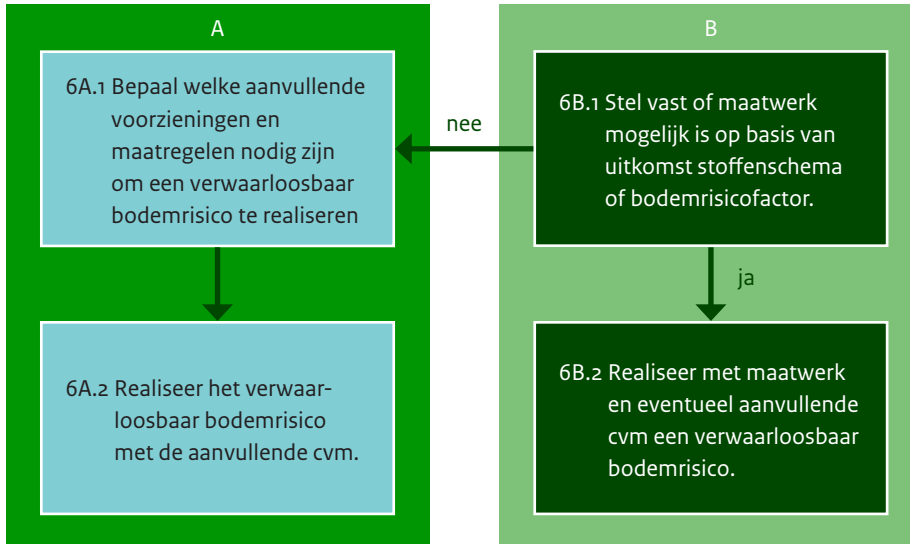 A
6A.1 Bepaal welke aanvullende
voorzieningen en
maatregelen nodig zijn
om een verwaarloosbaar
bodemrisico te realiseren
6A.2 Realiseer het verwaar-
loosbaar bodemrisico
met de aanvullende cvm.
nee
B
6B.1 Stel vast of maatwerk
mogelijk is op basis van
uitkomst stoffenschema
of bodemrisicofactor.
ja
6B.2 Realiseer met maatwerk
en eventueel aanvullende
cvm een verwaarloosbaar
bodemrisico.